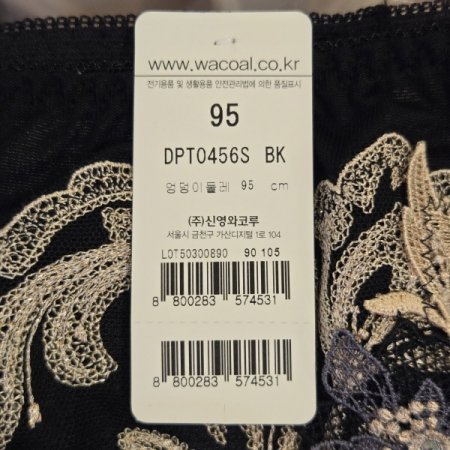 www.wacoal.co.kr
전기용품 및 생활용품 안전관리법에 의한 품질표시
95
DPT0456S BK
엉덩이둘레 95 cm
(주)신영와코루
서울시 금천구 가산디지털 1로 104
LOT50300890 90 105
8 800283 574531
8 800283 574531